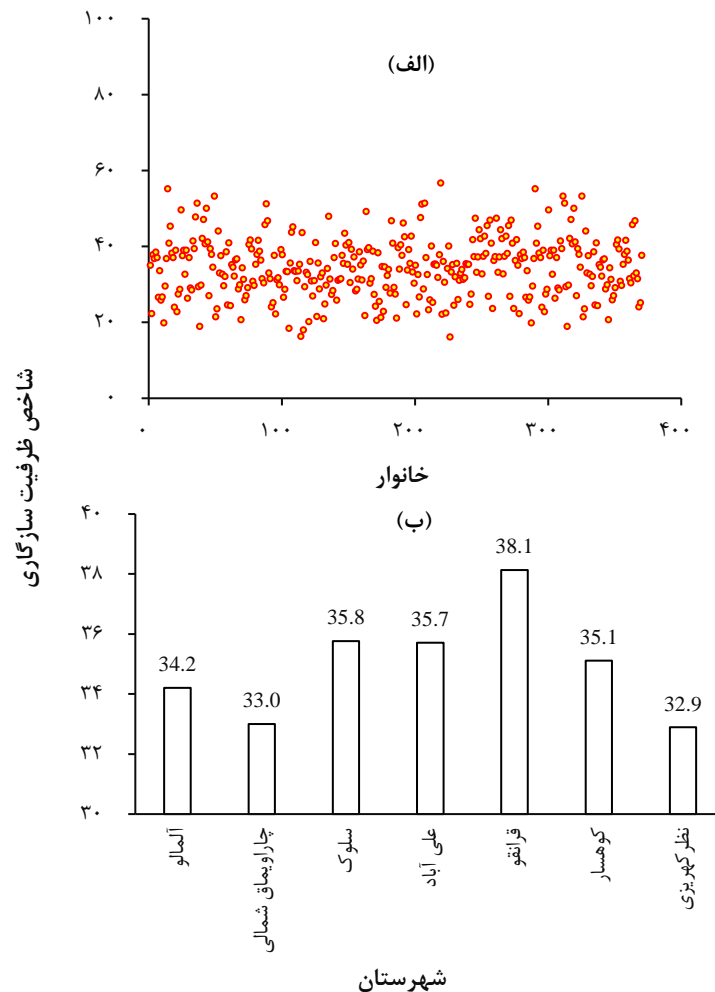 شاخص ظرفیت سازگاری
(الف)
۱۰۰
۸۰
۶۰
۴۰
۲۰
۰
۰ ۱۰۰ ۲۰۰ ۳۰۰ ۴۰۰
خانوار
(ب)
۴۰
۳۸
۳۶
۳۴
۳۲
۳۰
34.2 33.0 35.8 35.7 38.1 35.1 32.9
آلمالو
چاراویماق شمالی
سلوک
علی آباد
قرانقو
کوهسار
نظرکهریزی
شهرستان